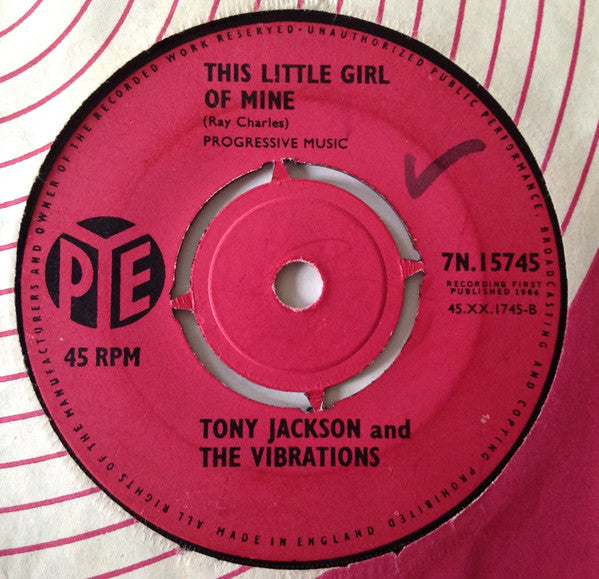 ALL RIGHTS OF THE MANUFACTURERS AND OWNER OF THE RECORDED WORK RESERVED · UNAUTHORIZED PUBLIC PERFORMANCE, BROADCASTING AND COPYING PROHIBITED
THIS LITTLE GIRL
OF MINE
(Ray Charles)
PROGRESSIVE MUSIC
PYE
45 RPM
7N.15745
RECORDING FIRST
PUBLISHED 1964
45.XX.1745-B
TONY JACKSON and
THE VIBRATIONS
MADE IN ENGLAND